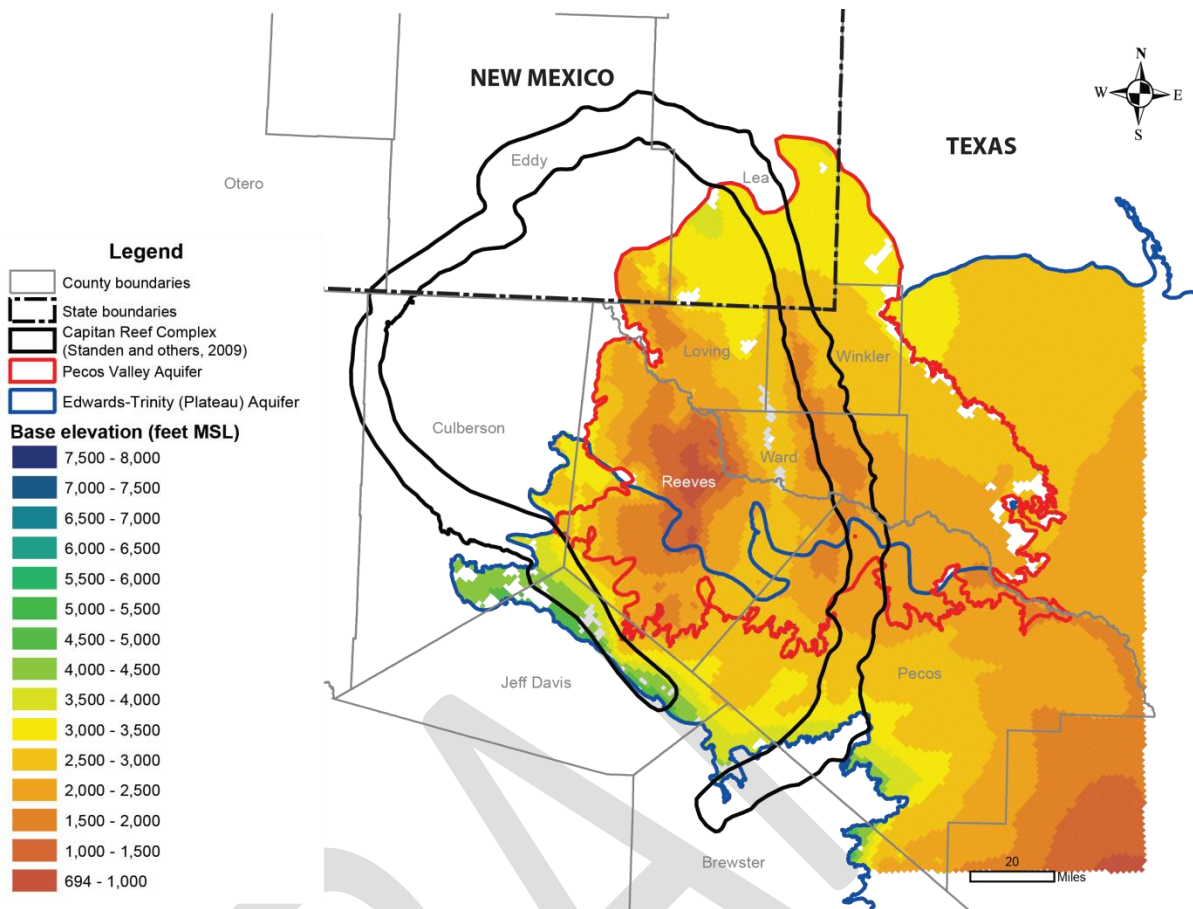 NEW MEXICO
N
W
E
S
TEXAS
Eddy
Lea
Otero
Legend
County boundaries
State boundaries
Capitan Reef Complex
(Standen and others, 2009)
Pecos Valley Aquifer
Edwards-Trinity (Plateau) Aquifer
Base elevation (feet MSL)
7,500 - 8,000
7,000 - 7,500
6,500 - 7,000
6,000 - 6,500
5,500 - 6,000
5,000 - 5,500
4,500 - 5,000
4,000 - 4,500
3,500 - 4,000
3,000 - 3,500
2,500 - 3,000
2,000 - 2,500
1,500 - 2,000
1,000 - 1,500
694 - 1,000
Loving
Winkler
Culberson
Ward
Reeves
Jeff Davis
Pecos
Brewster
20
Miles